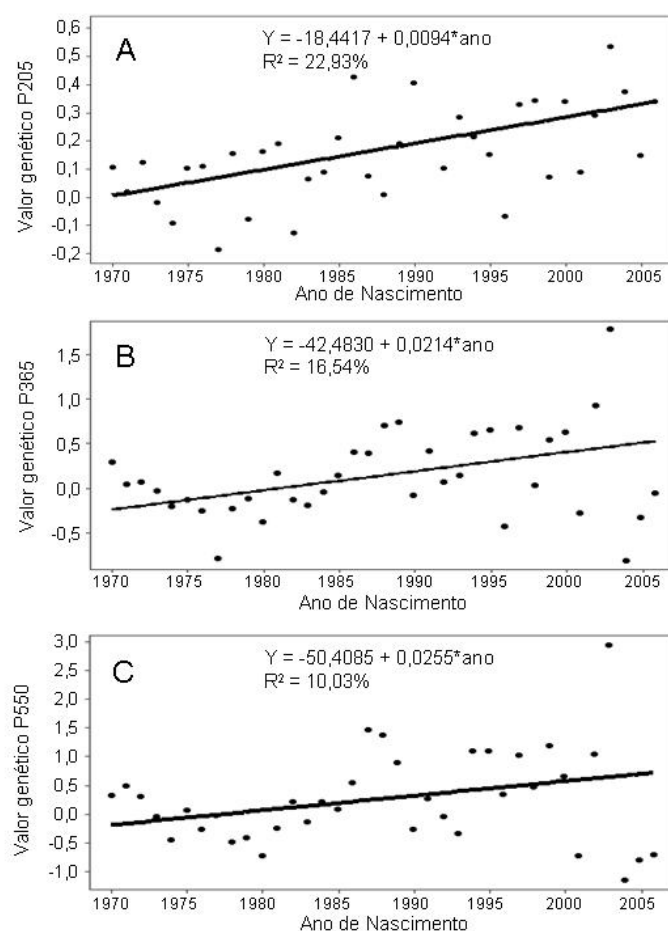 A
Y = -18,4417 + 0,0094*ano
R² = 22,93%
Valor genético P205
0,6
0,5
0,4
0,3
0,2
0,1
0,0
-0,1
-0,2
1970 1975 1980 1985 1990 1995 2000 2005
Ano de Nascimento
B
Y = -42,4830 + 0,0214*ano
R² = 16,54%
Valor genético P365
1,5
1,0
0,5
0,0
-0,5
1970 1975 1980 1985 1990 1995 2000 2005
Ano de Nascimento
C
Y = -50,4085 + 0,0255*ano
R² = 10,03%
Valor genético P550
3,0
2,5
2,0
1,5
1,0
0,5
0,0
-0,5
-1,0
1970 1975 1980 1985 1990 1995 2000 2005
Ano de Nascimento